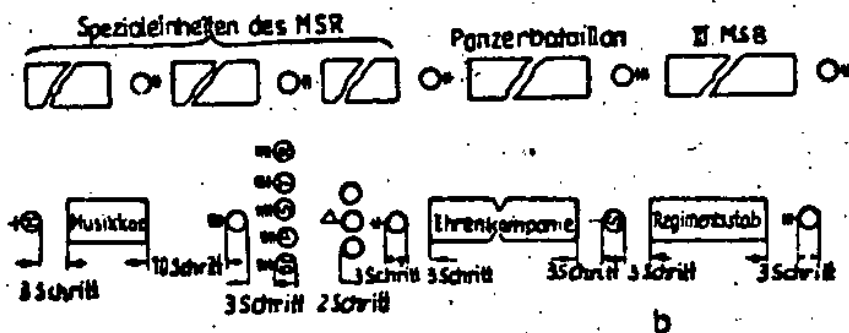 Spezialeinheiten des MSR Panzerbataillon II MSB
Musikkor Ehrenkompanie Regimentsstab
3 Schritt 10 Schritt 3 Schritt 2 Schritt 3 Schritt 3 Schritt 3 Schritt 3 Schritt 3 Schritt
b